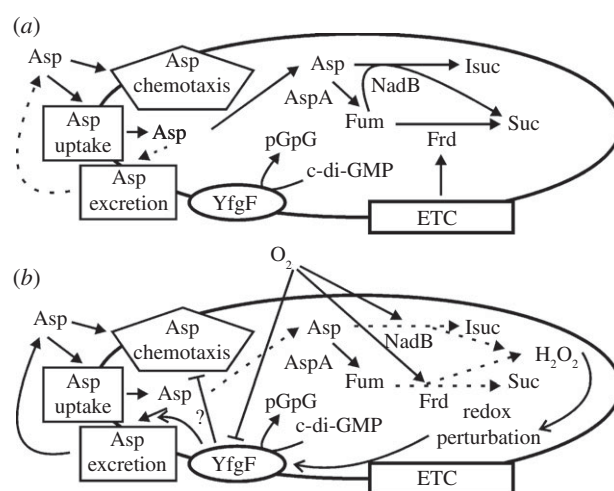 (a)
Asp
Asp
chemotaxis
Asp
Isuc
NadB
AspA
Asp
uptake
Asp
Fum
Suc
Frd
pGpG
c-di-GMP
Asp
excretion
YfgF
ETC
O2
(b)
Asp
Asp
chemotaxis
Asp
Isuc
NadB
H2O2
AspA
Asp
uptake
Asp
Fum
Suc
Frd
?
pGpG
redox
perturbation
c-di-GMP
Asp
excretion
YfgF
ETC